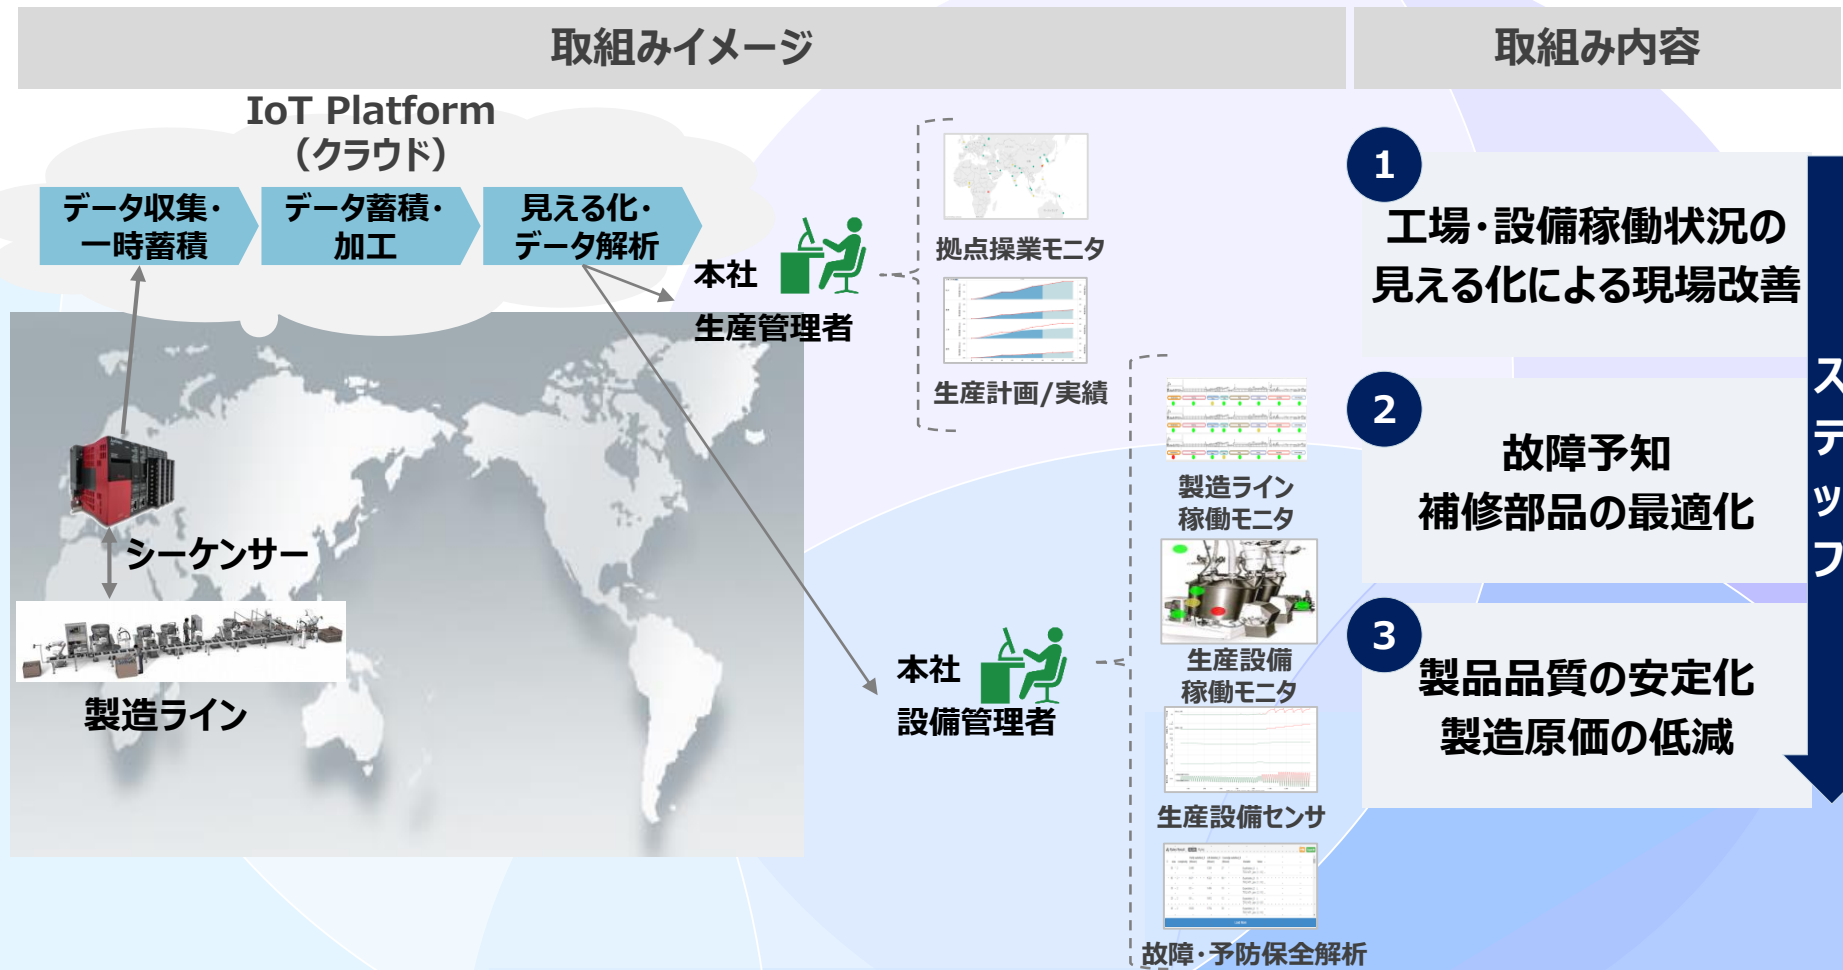 取組みイメージ
取組み内容
IoT Platform
（クラウド）
データ収集・
一時蓄積
データ蓄積・
加工
見える化・
データ解析
本社
生産管理者
拠点操業モニタ
生産計画/実績
シーケンサー
製造ライン
本社
設備管理者
製造ライン
稼働モニタ
生産設備
稼働モニタ
生産設備センサ
故障・予防保全解析
1
工場・設備稼働状況の
見える化による現場改善
2
故障予知
補修部品の最適化
3
製品品質の安定化
製造原価の低減
ステップ